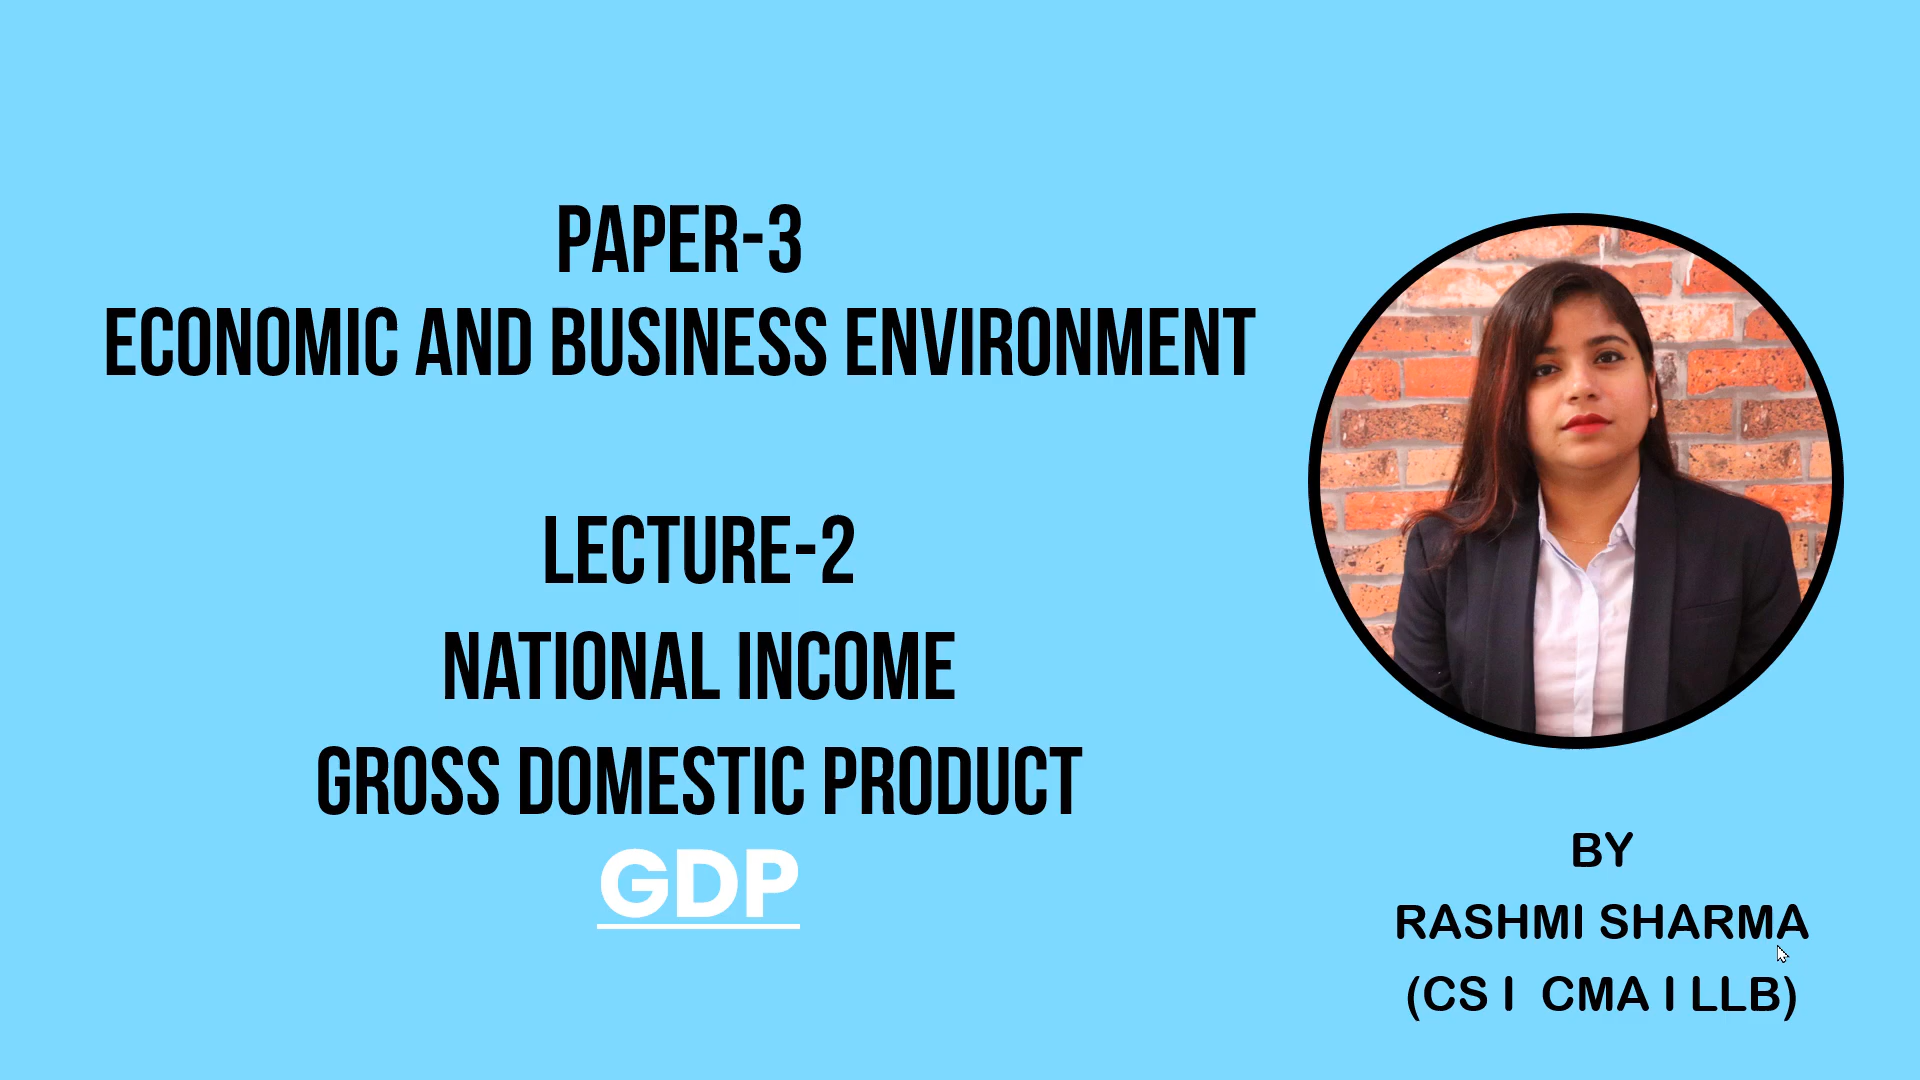 PAPER-3
ECONOMIC AND BUSINESS ENVIRONMENT
LECTURE-2
NATIONAL INCOME
GROSS DOMESTIC PRODUCT
GDP
BY
RASHMI SHARMA
(CS I CMA I LLB)